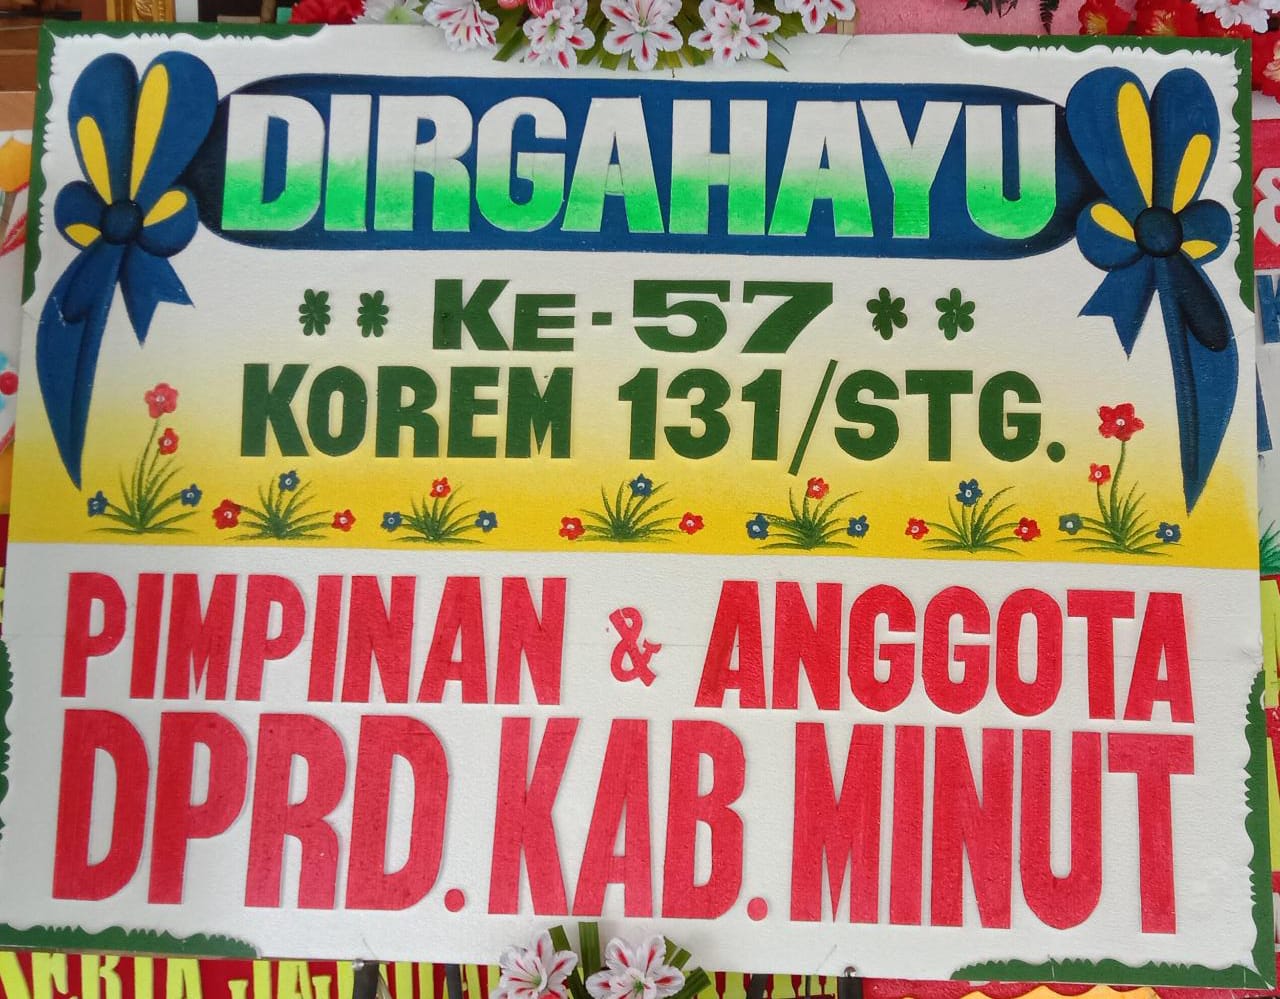 DIRGAHAYU
KE-57
KOREM 131/STG.
PIMPINAN & ANGGOTA
DPRD. KAB. MINUT